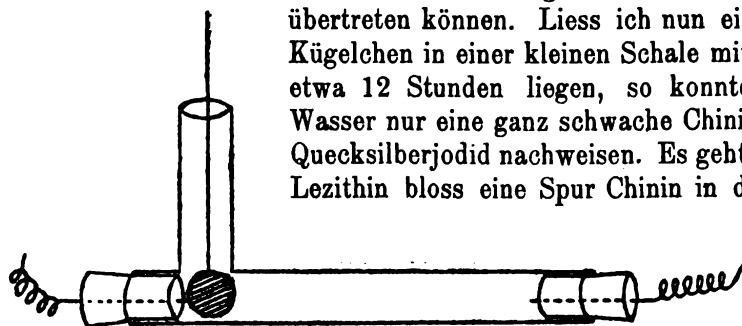 übertreten können. Liess ich nun ei
Kügelchen in einer kleinen Schale mi
etwa 12 Stunden liegen, so konnt
Wasser nur eine ganz schwache Chini
Quecksilberjodid nachweisen. Es geht
Lezithin bloss eine Spur Chinin in d